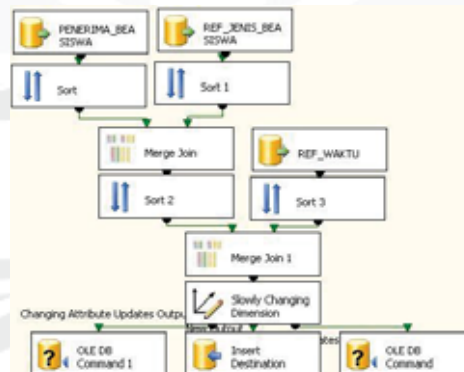 PENERIMA_BEA
SISWA
REF_JENIS_BEA
SISWA
Sort
Sort 1
Merge Join
REF_WAKTU
Sort 2
Sort 3
Merge Join 1
Slowly Changing
Dimension
Changing Attribute Updates Outpu
OLE DB
Command 1
Insert
Destination
OLE DB
Command